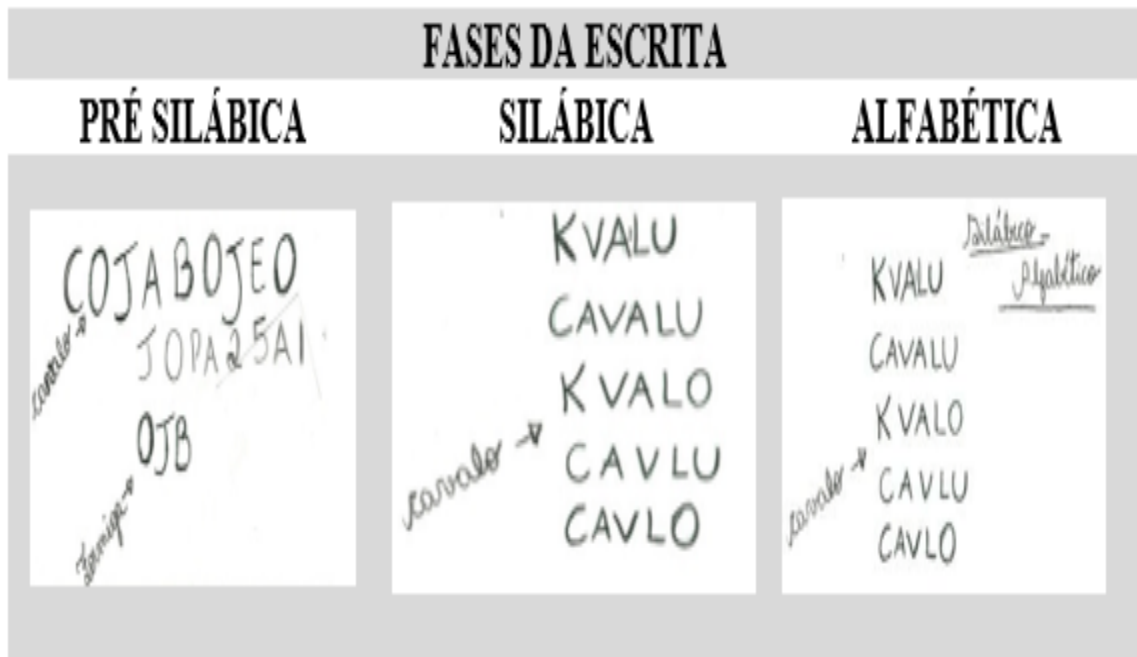 FASES DA ESCRITA
PRÉ SILÁBICA
SILÁBICA
ALFABÉTICA
COJABOJEO
cavalo →
JOPA25A1
OJB
Formiga →
KVALU
CAVALU
KVALO
cavalo →
CAVLU
CAVLO
Silábico -
Alfabético
KVALU
CAVALU
KVALO
cavalo →
CAVLU
CAVLO